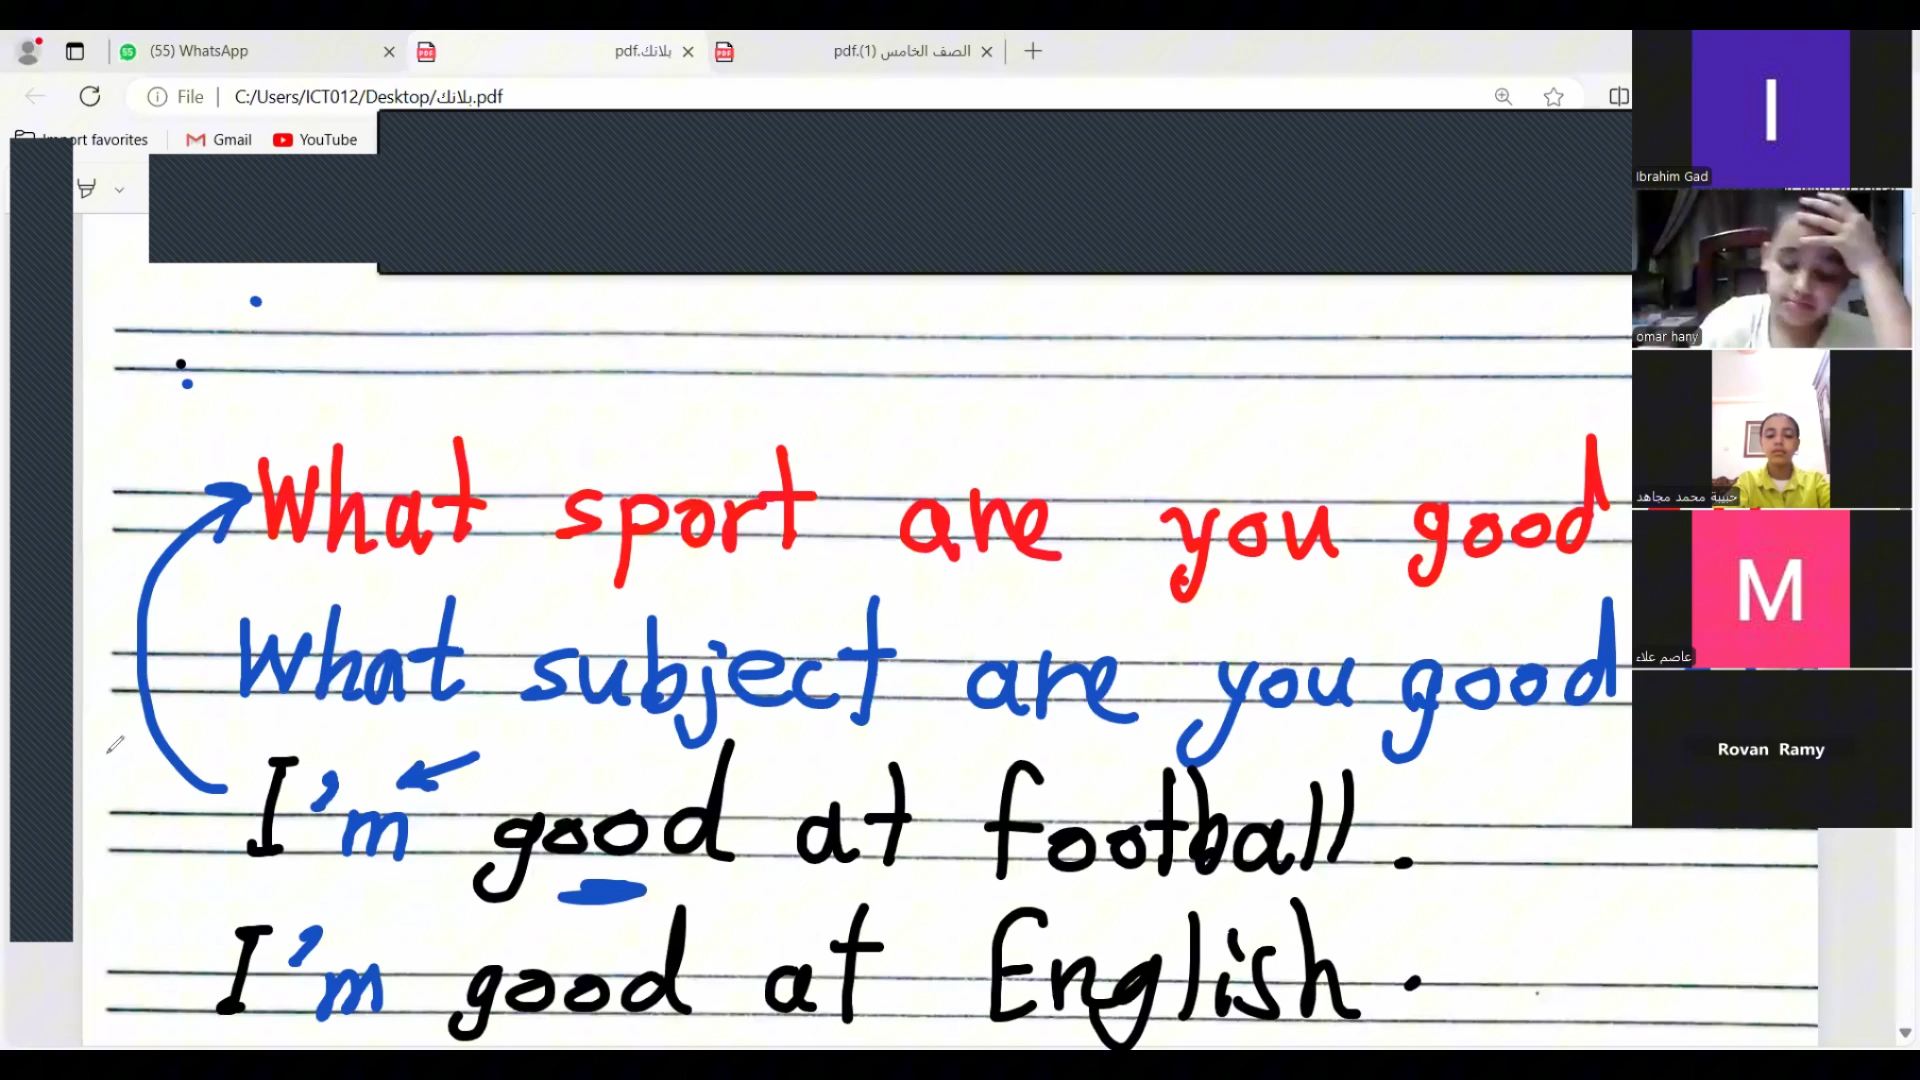 (55) WhatsApp
بلانك.pdf
الصف الخامس (1).pdf
File
C:/Users/ICT012/Desktop/بلانك.pdf
Import favorites
Gmail
YouTube
What sport are you good
What subject are you good
I'm good at football.
I'm good at English.
I
Ibrahim Gad
omar hany
حبيبة محمد مجاهد
M
عاصم علاء
Rovan Ramy